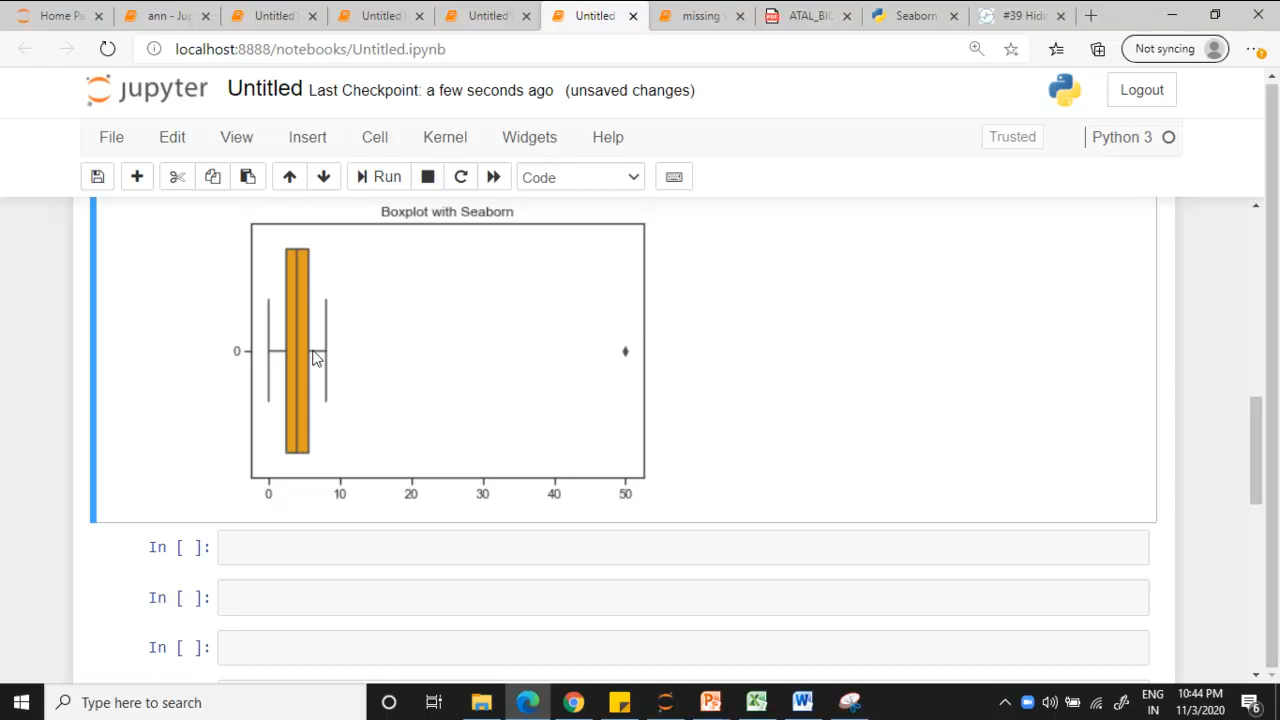 Home Pa
ann - Jup
Untitled
Untitled
Untitled
Untitled
missing v
ATAL_BIG
Seaborn
#39 Hide
localhost:8888/notebooks/Untitled.ipynb
Not syncing
jupyter Untitled Last Checkpoint: a few seconds ago (unsaved changes)
Logout
File Edit View Insert Cell Kernel Widgets Help
Trusted Python 3
Run Code
Boxplot with Seaborn
0
0 10 20 30 40 50
In [ ]:
In [ ]:
In [ ]:
Type here to search
ENG
IN
10:44 PM
11/3/2020
6